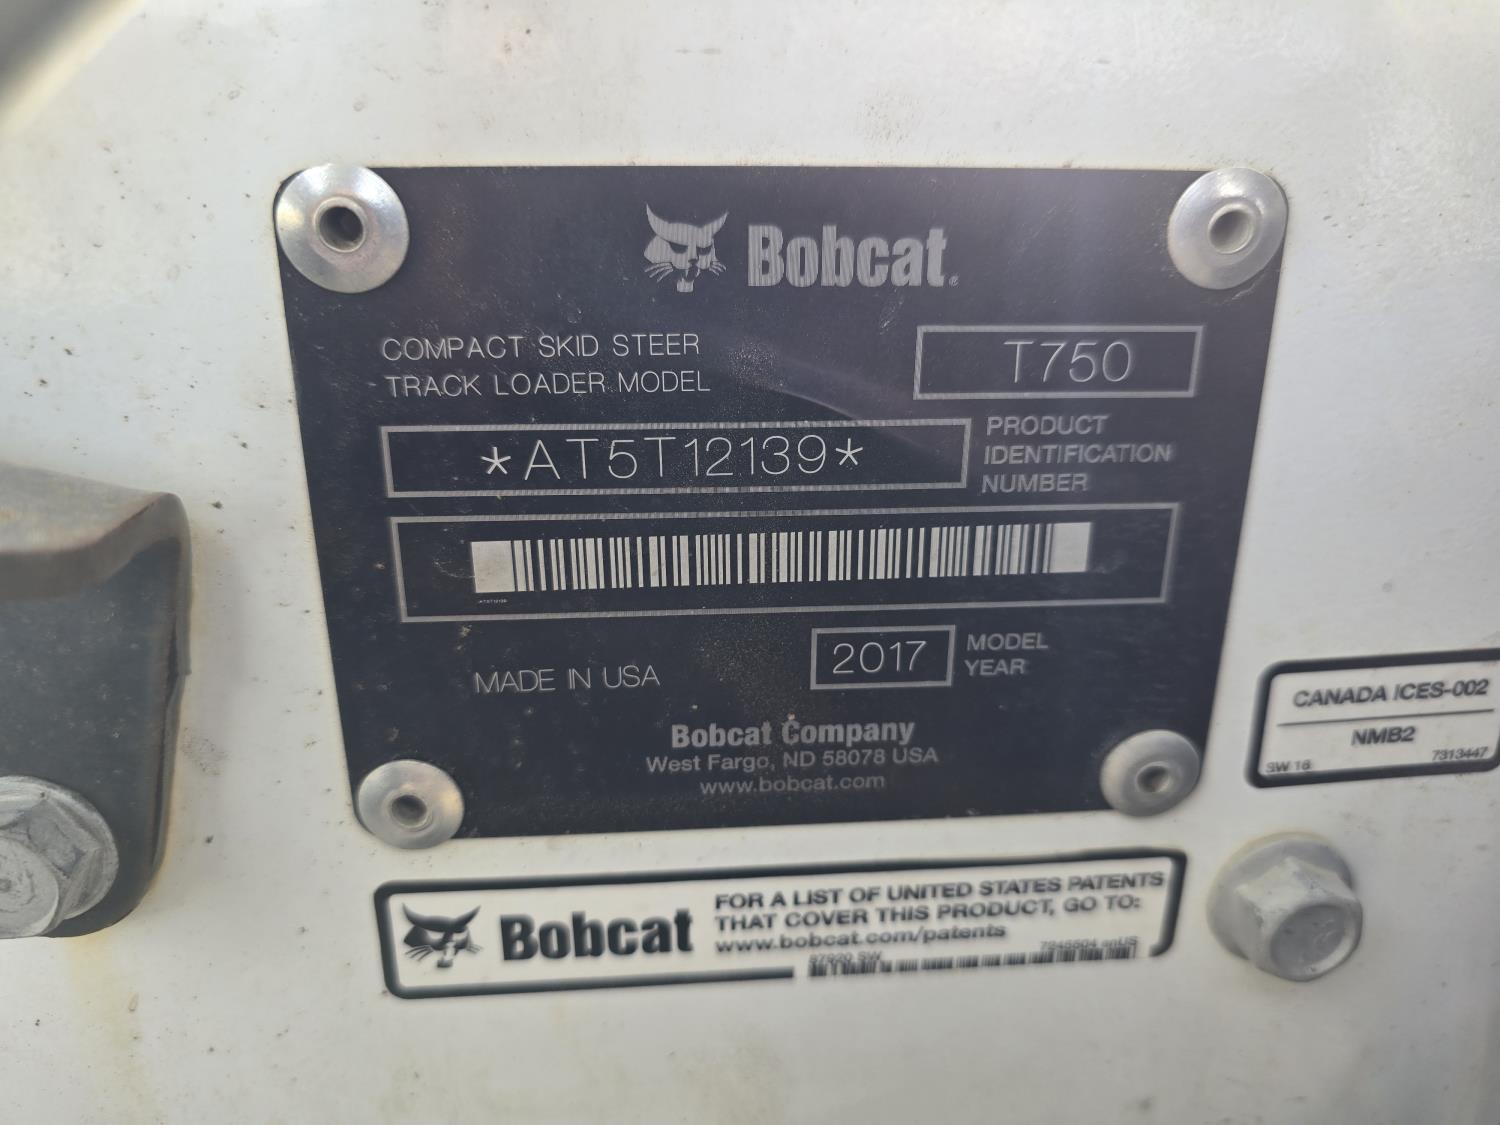 Bobcat®
COMPACT SKID STEER
TRACK LOADER MODEL
T750
*AT5T12139*
PRODUCT
IDENTIFICATION
NUMBER
MADE IN USA
2017
MODEL
YEAR
Bobcat Company
West Fargo, ND 58078 USA
www.bobcat.com
CANADA ICES-002
NMB2
SW 16
7313447
Bobcat
FOR A LIST OF UNITED STATES PATENTS
THAT COVER THIS PRODUCT, GO TO:
www.bobcat.com/patents